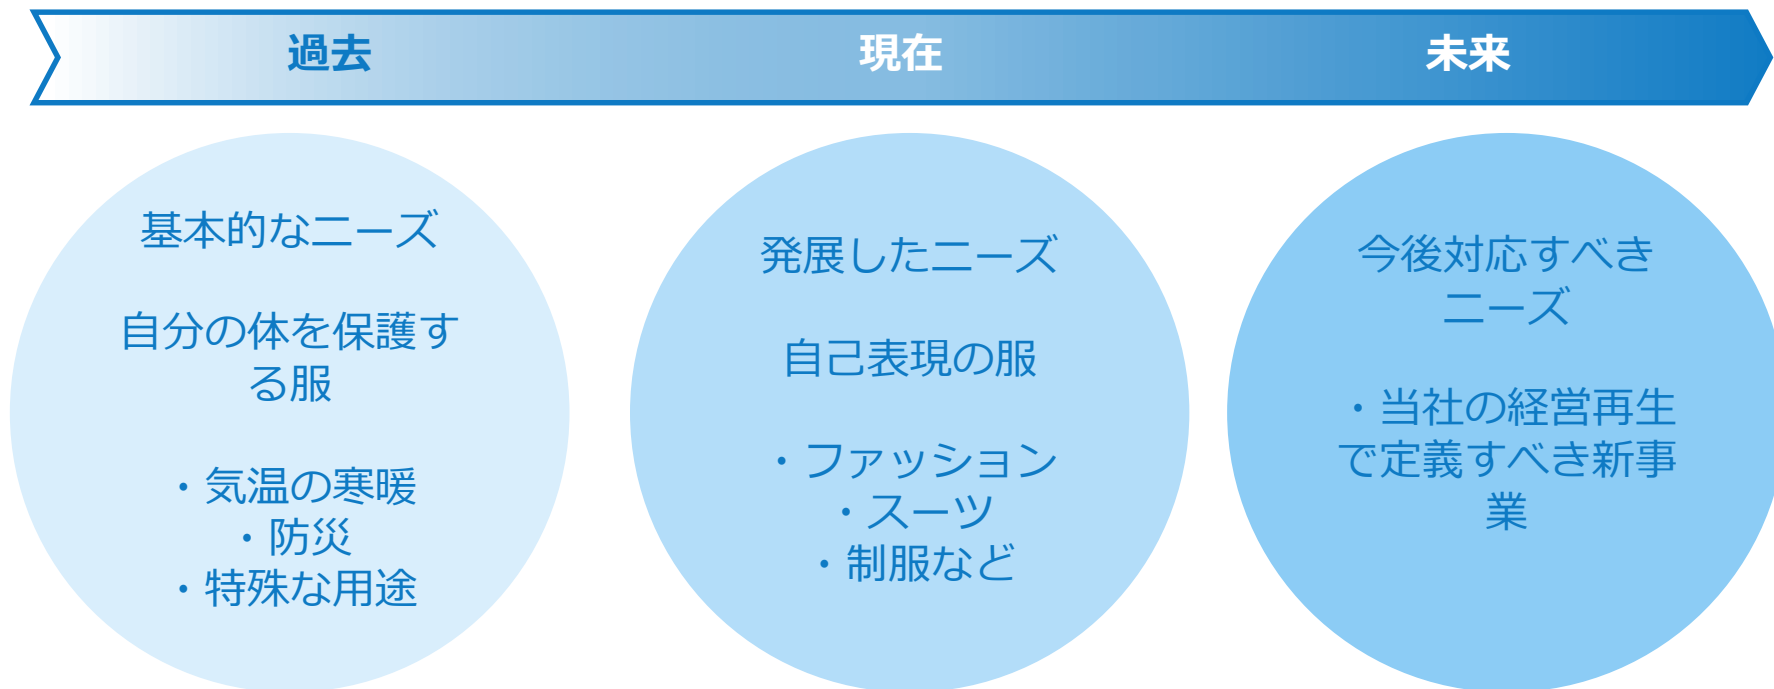 過去
現在
未来
基本的なニーズ
自分の体を保護す
る服
・気温の寒暖
・防災
・特殊な用途
発展したニーズ
自己表現の服
・ファッション
・スーツ
・制服など
今後対応すべき
ニーズ
・当社の経営再生
で定義すべき新事
業